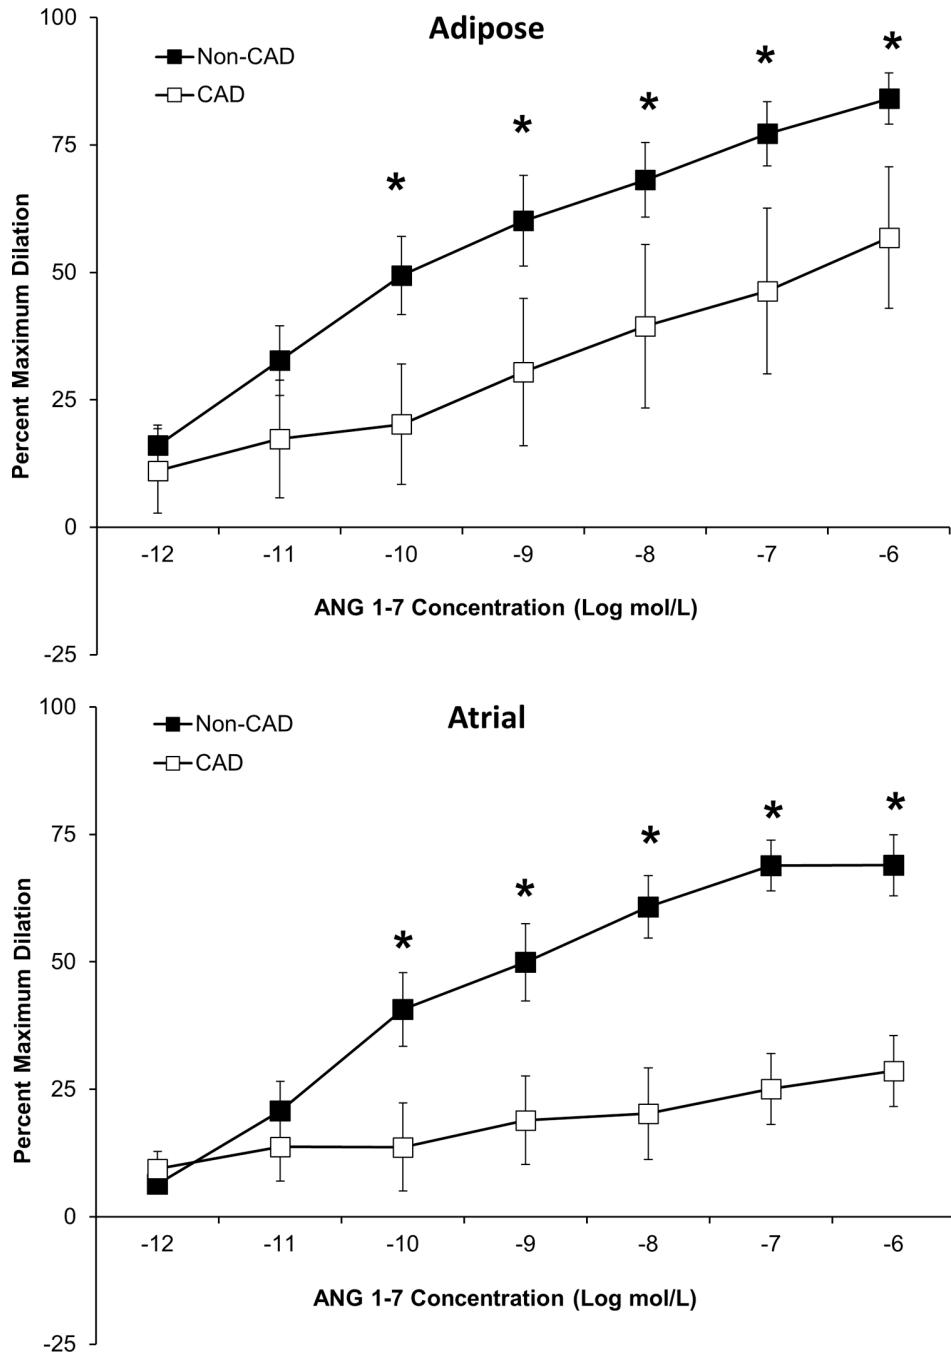 Adipose
Non-CAD
CAD
100
75
50
25
0
-25
Percent Maximum Dilation
*
*
*
*
*
-12 -11 -10 -9 -8 -7 -6
ANG 1-7 Concentration (Log mol/L)
Atrial
Non-CAD
CAD
100
75
50
25
0
-25
Percent Maximum Dilation
*
*
*
*
*
-12 -11 -10 -9 -8 -7 -6
ANG 1-7 Concentration (Log mol/L)